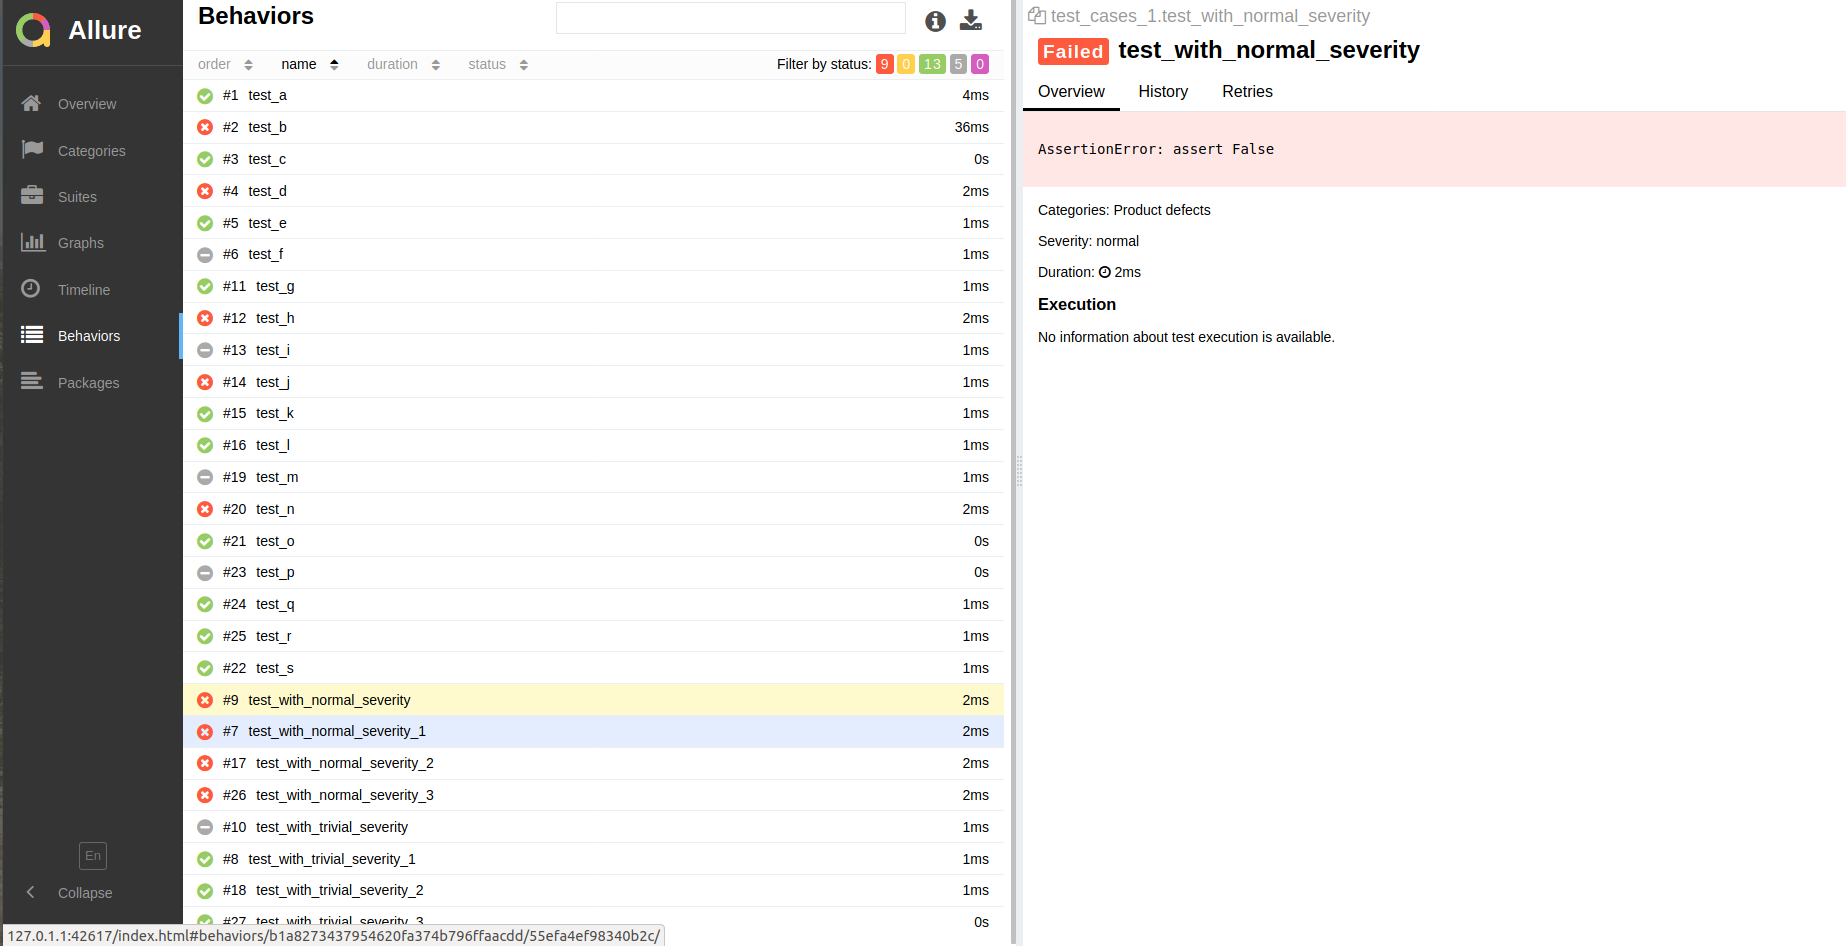 Allure
Overview
Categories
Suites
Graphs
Timeline
Behaviors
Packages
En
Collapse
Behaviors
order name duration status Filter by status: 9 0 13 5 0
#1 test_a 4ms
#2 test_b 36ms
#3 test_c 0s
#4 test_d 2ms
#5 test_e 1ms
#6 test_f 1ms
#11 test_g 1ms
#12 test_h 2ms
#13 test_i 1ms
#14 test_j 1ms
#15 test_k 1ms
#16 test_l 1ms
#19 test_m 1ms
#20 test_n 2ms
#21 test_o 0s
#23 test_p 0s
#24 test_q 1ms
#25 test_r 1ms
#22 test_s 1ms
#9 test_with_normal_severity 2ms
#7 test_with_normal_severity_1 2ms
#17 test_with_normal_severity_2 2ms
#26 test_with_normal_severity_3 2ms
#10 test_with_trivial_severity 1ms
#8 test_with_trivial_severity_1 1ms
#18 test_with_trivial_severity_2 1ms
#27 test_with_trivial_severity_3 0s
127.0.1.1:42617/index.html#behaviors/b1a8273437954620fa374b796ffaacdd/55efa4ef98340b2c/
test_cases_1.test_with_normal_severity
Failed test_with_normal_severity
Overview History Retries
AssertionError: assert False
Categories: Product defects
Severity: normal
Duration: 2ms
Execution
No information about test execution is available.